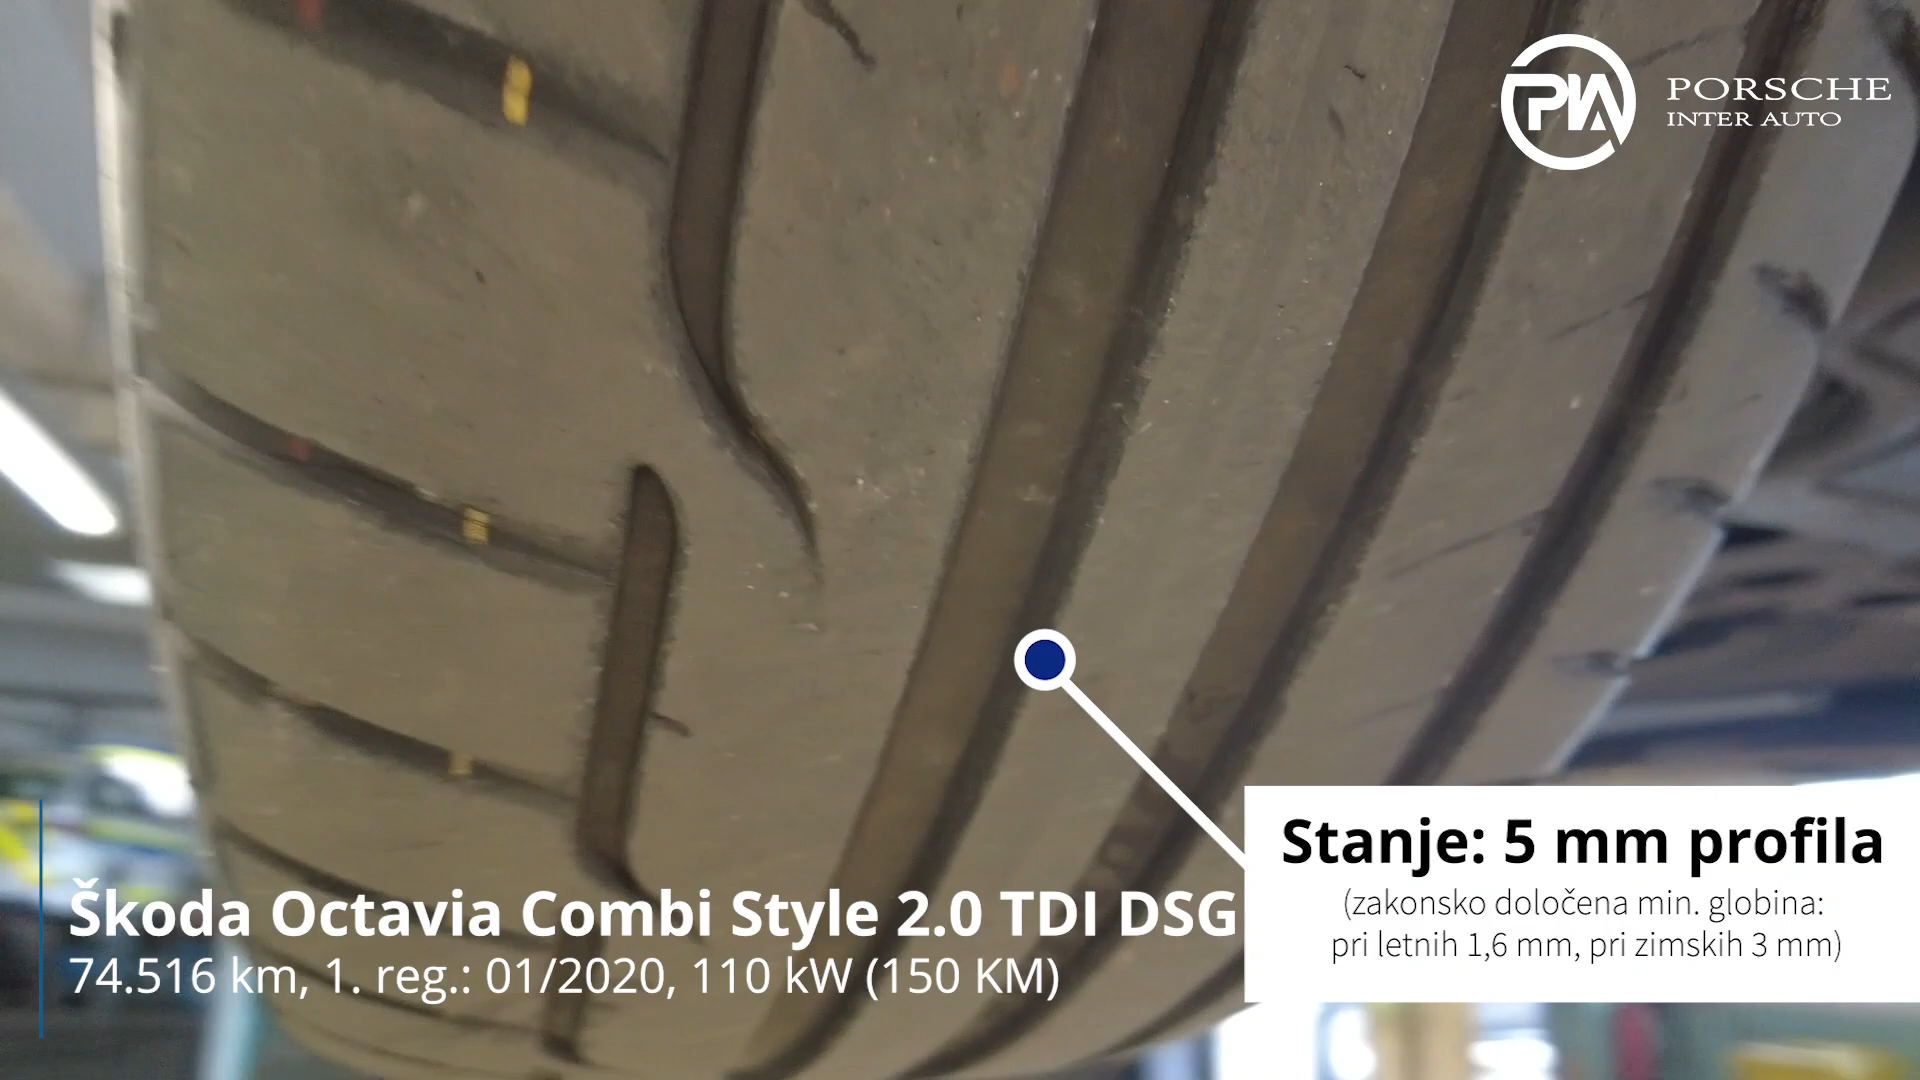 PIA
PORSCHE
INTER AUTO
Škoda Octavia Combi Style 2.0 TDI DSG
74.516 km, 1. reg.: 01/2020, 110 kW (150 KM)
Stanje: 5 mm profila
(zakonsko določena min. globina:
pri letnih 1,6 mm, pri zimskih 3 mm)